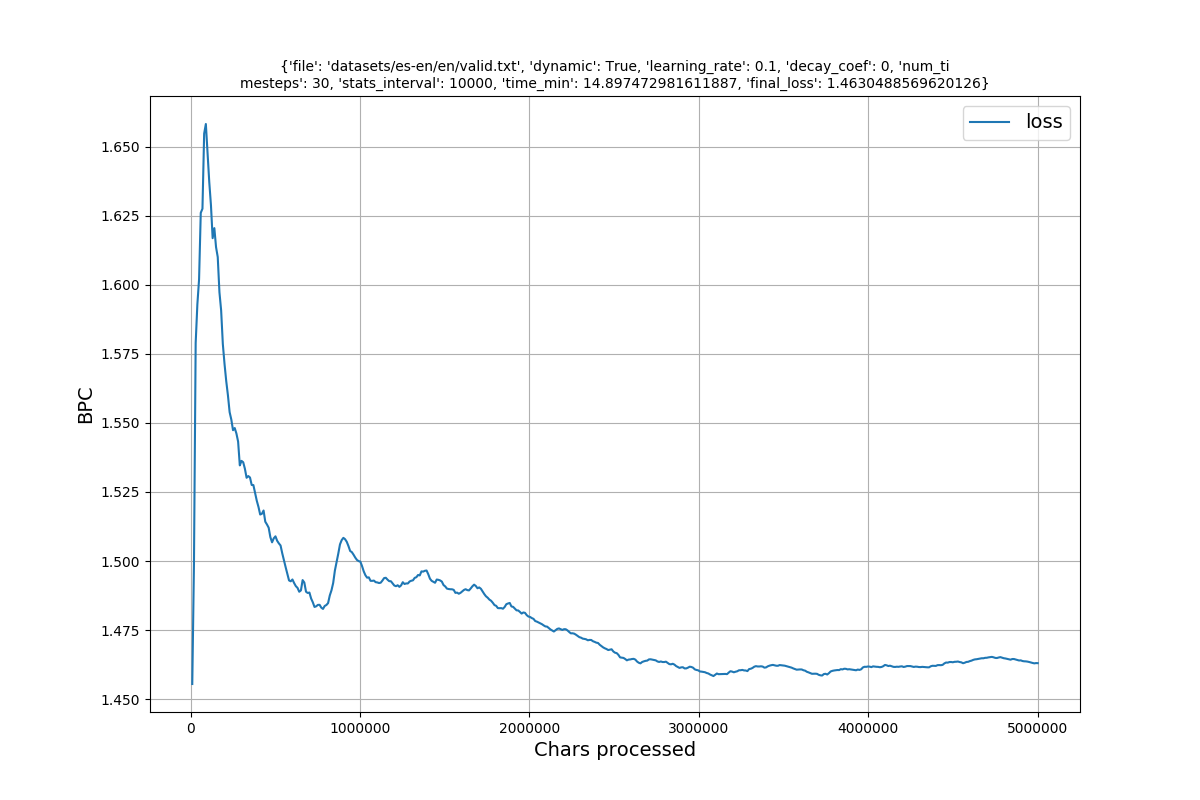 {'file': 'datasets/es-en/en/valid.txt', 'dynamic': True, 'learning_rate': 0.1, 'decay_coef': 0, 'num_ti
mesteps': 30, 'stats_interval': 10000, 'time_min': 14.897472981611887, 'final_loss': 1.4630488569620126}
loss
1.650
1.625
1.600
1.575
1.550
1.525
1.500
1.475
1.450
BPC
0 1000000 2000000 3000000 4000000 5000000
Chars processed